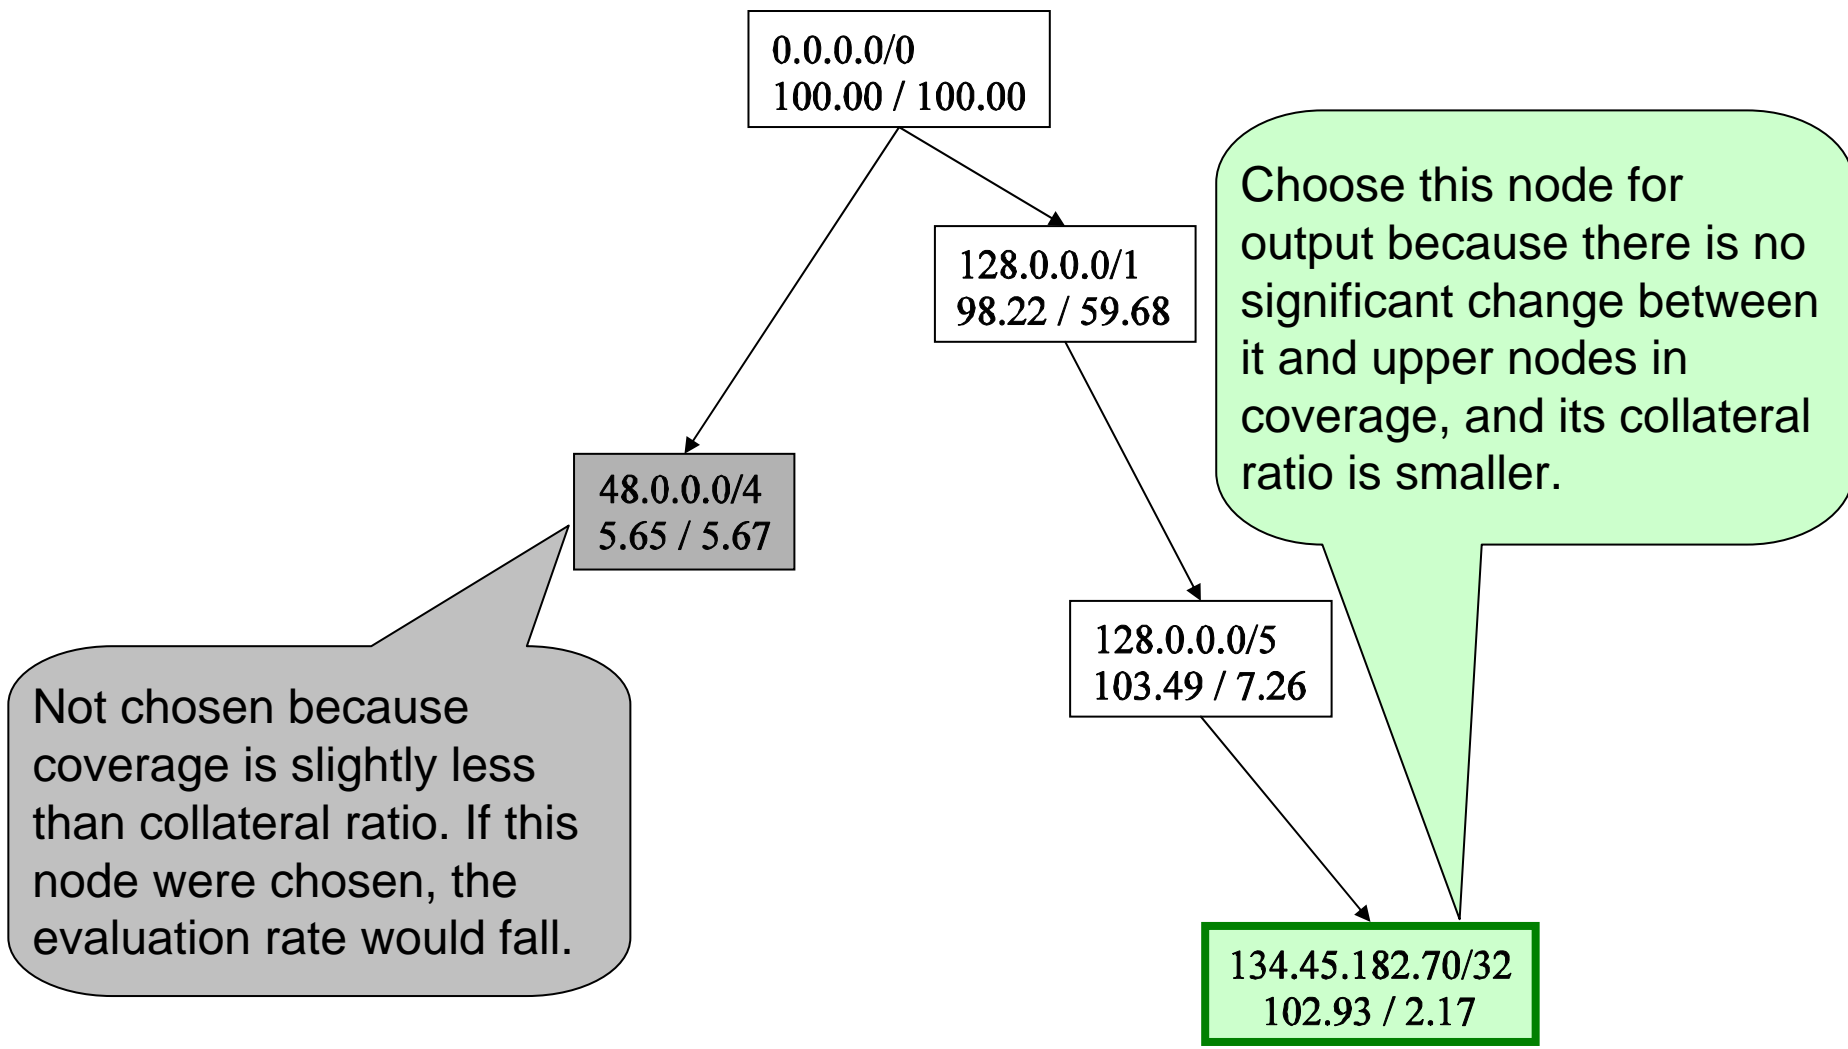 0.0.0.0/0
100.00 / 100.00
128.0.0.0/1
98.22 / 59.68
Choose this node for
output because there is no
significant change between
it and upper nodes in
coverage, and its collateral
ratio is smaller.
48.0.0.0/4
5.65 / 5.67
128.0.0.0/5
103.49 / 7.26
Not chosen because
coverage is slightly less
than collateral ratio. If this
node were chosen, the
evaluation rate would fall.
134.45.182.70/32
102.93 / 2.17